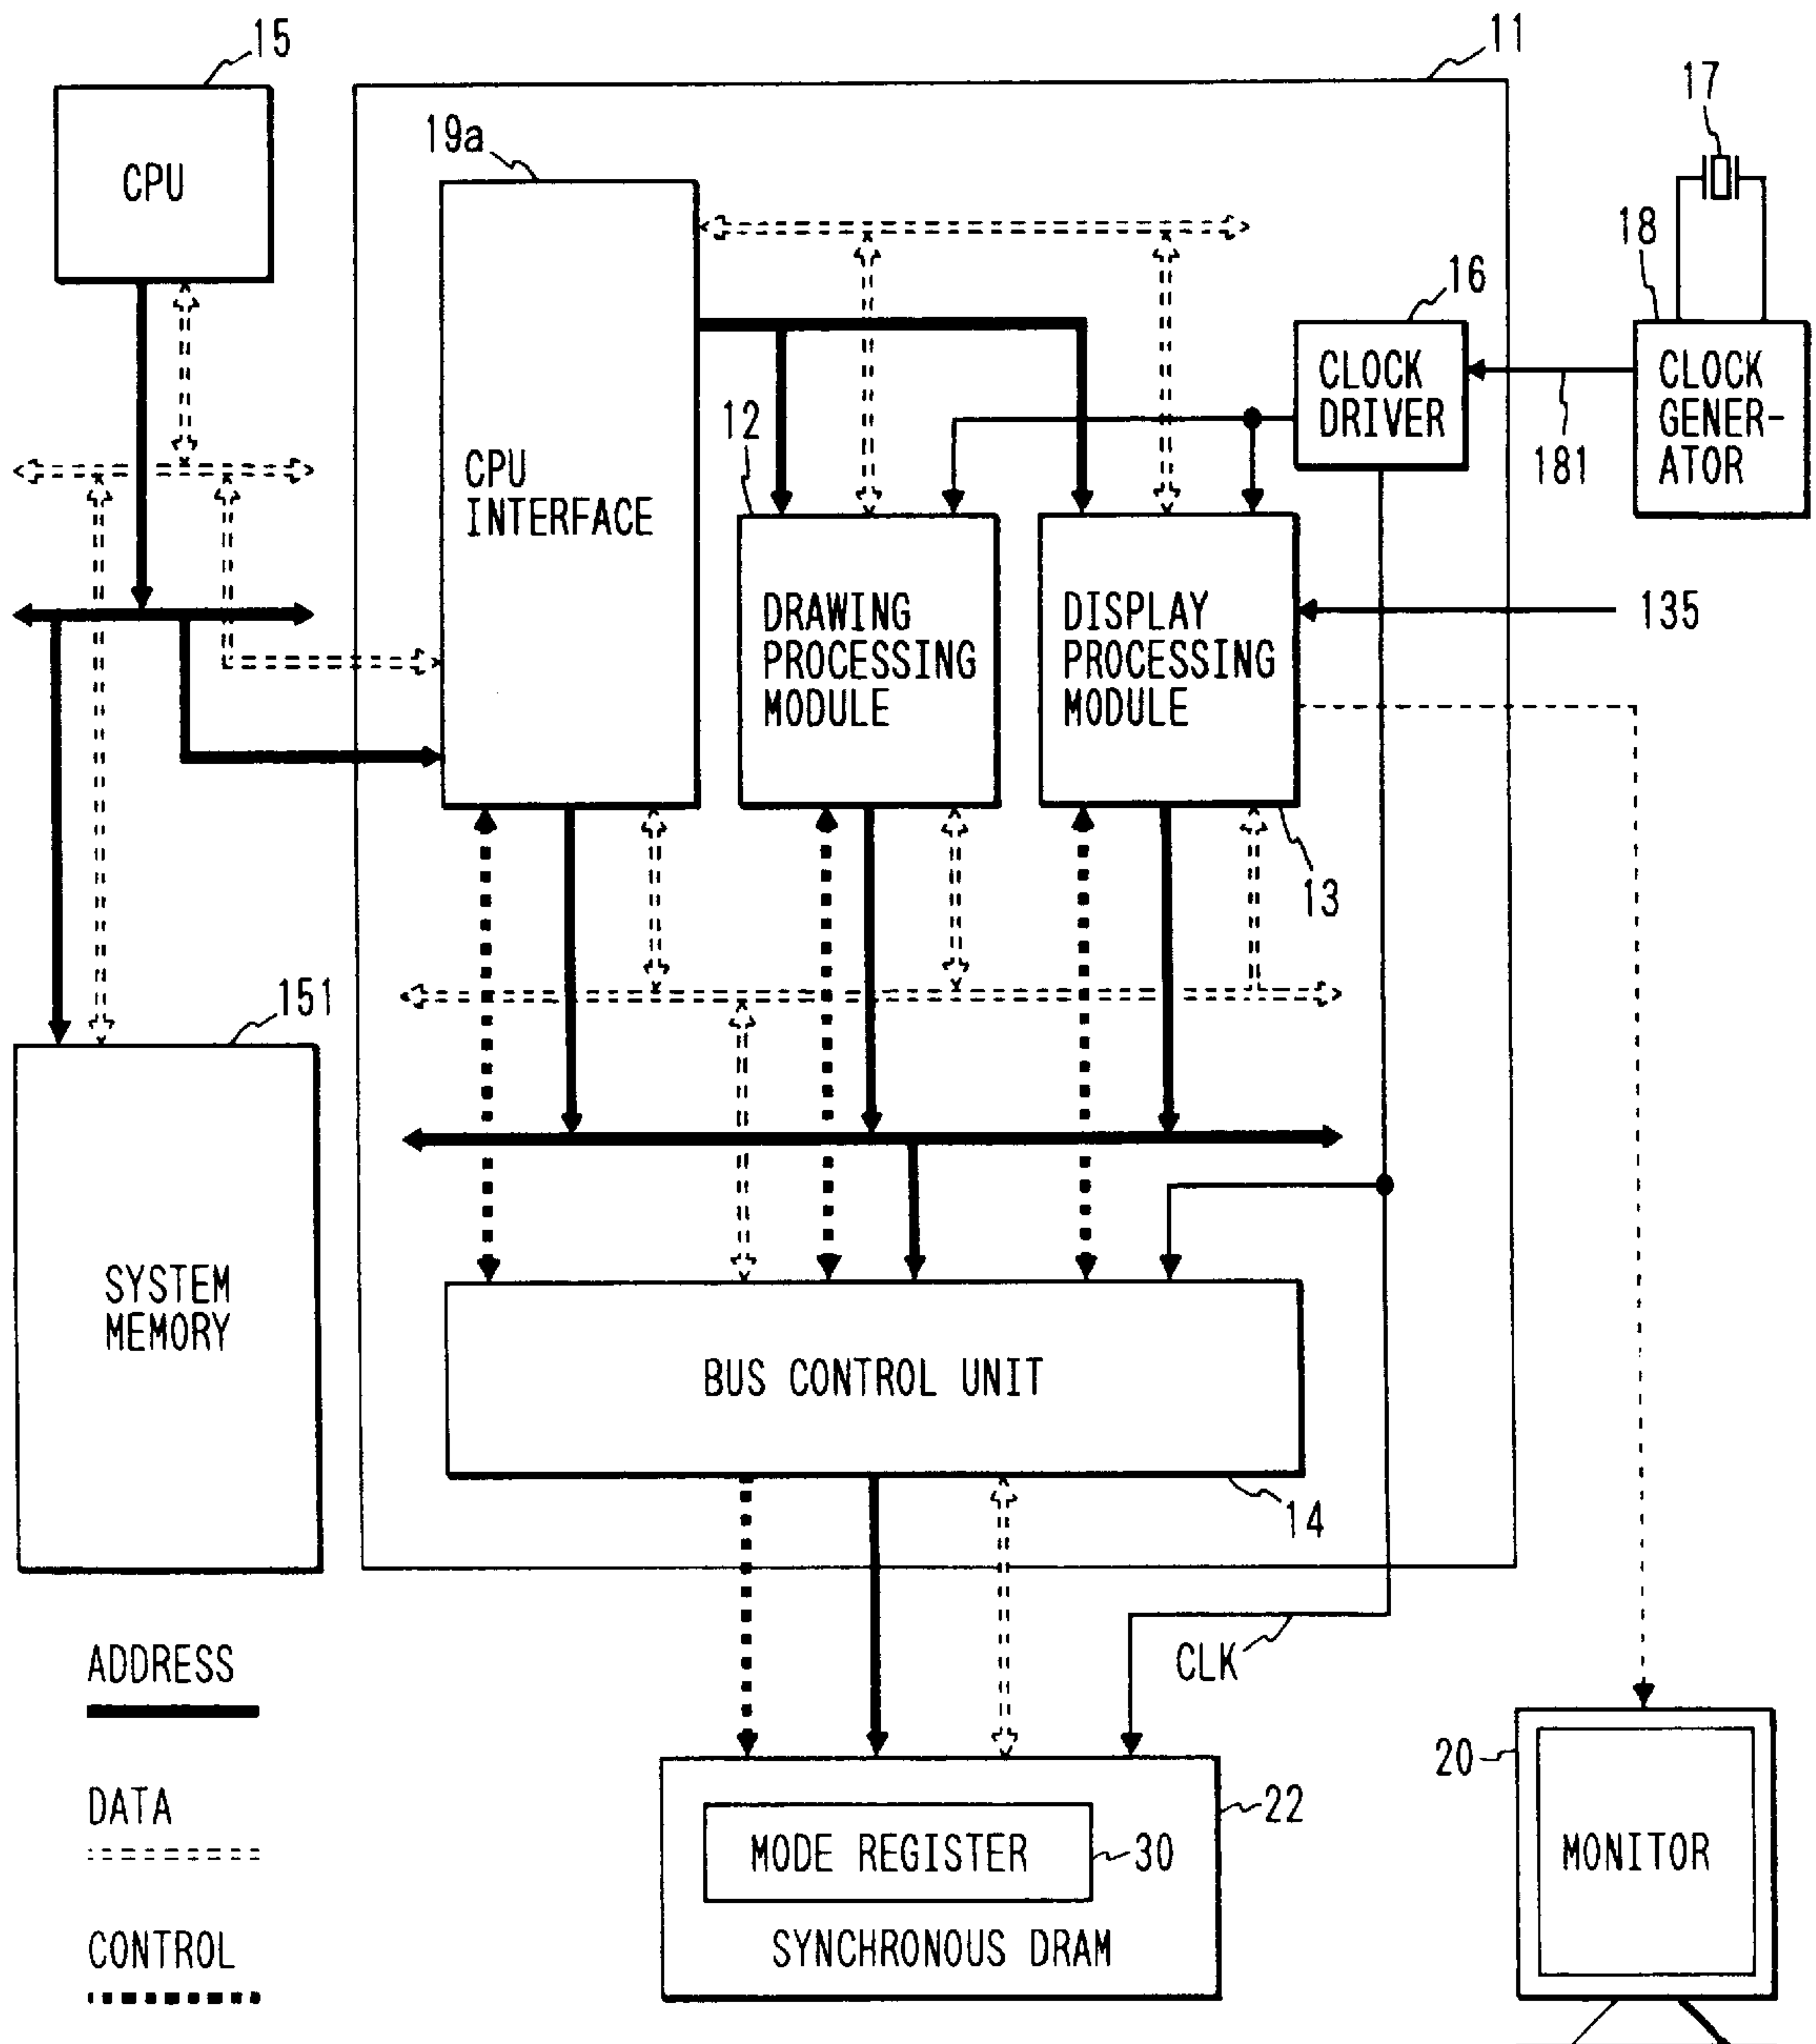 15
11
17
CPU
19a
18
16
CLOCK
DRIVER
CLOCK
GENER-
ATOR
181
12
CPU
INTERFACE
DRAWING
PROCESSING
MODULE
DISPLAY
PROCESSING
MODULE
135
13
151
SYSTEM
MEMORY
BUS CONTROL UNIT
14
ADDRESS
CLK
DATA
20
22
MODE REGISTER
30
MONITOR
CONTROL
SYNCHRONOUS DRAM